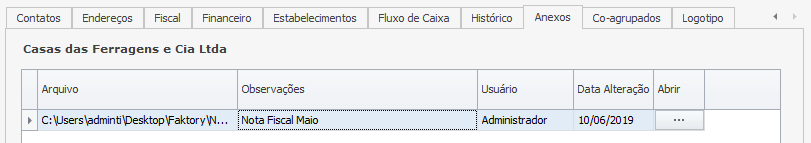 Contatos Endereços Fiscal Financeiro Estabelecimentos Fluxo de Caixa Histórico Anexos Co-agrupados Logotipo
Casas das Ferragens e Cia Ltda
Arquivo Observações Usuário Data Alteração Abrir
C:\Users\adminti\Desktop\Faktory\N... Nota Fiscal Maio Administrador 10/06/2019 ...